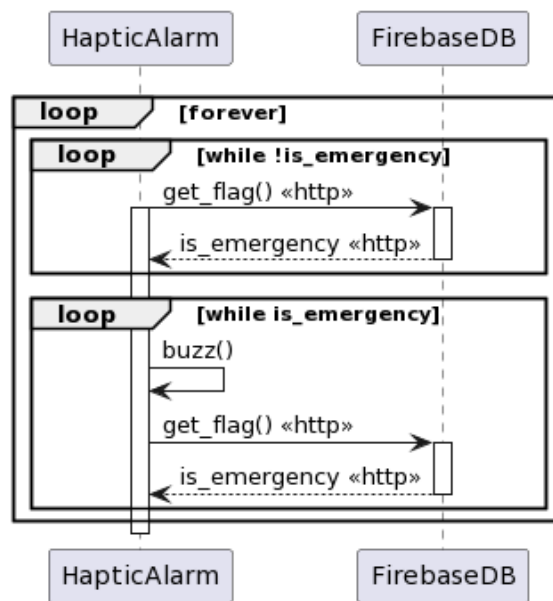 HapticAlarm FirebaseDB
loop [forever]
loop [while !is_emergency]
get_flag() «http»
is_emergency «http»
loop [while is_emergency]
buzz()
get_flag() «http»
is_emergency «http»
HapticAlarm FirebaseDB